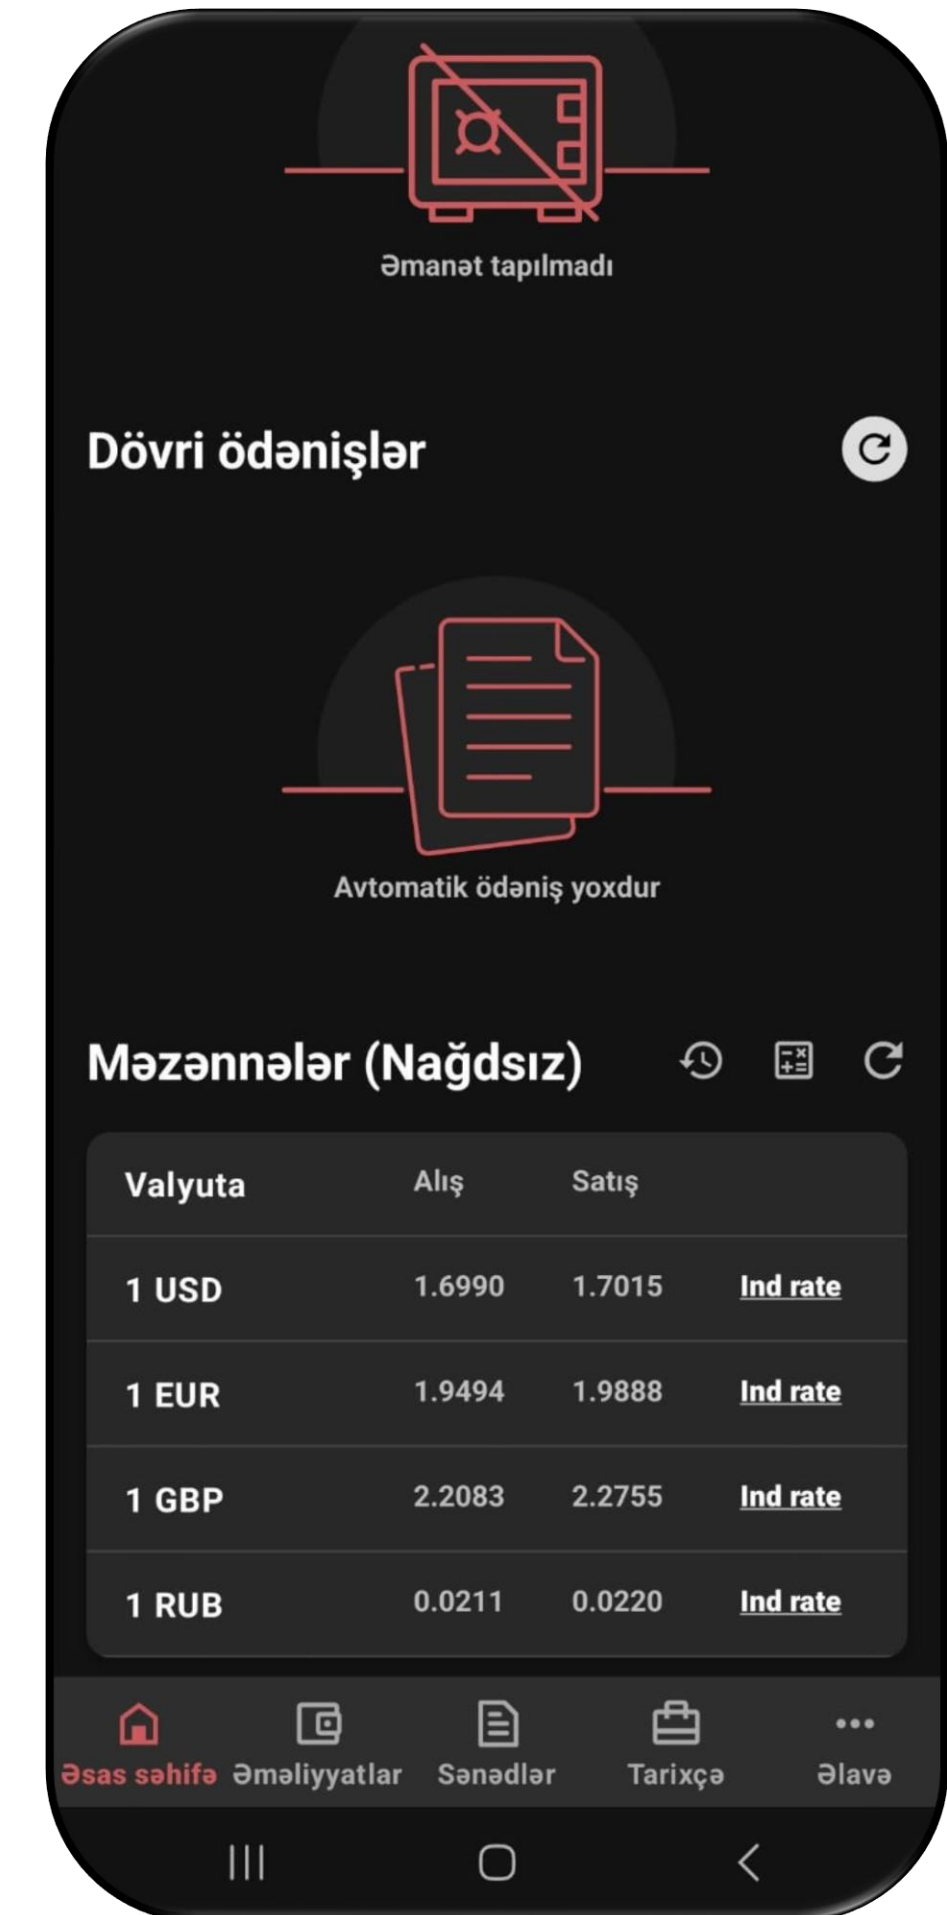 Əmanət tapılmadı
Dövri ödənişlər
Avtomatik ödəniş yoxdur
Məzənnələr (Nağdsız)
Valyuta Alış Satış
1 USD 1.6990 1.7015 Ind rate
1 EUR 1.9494 1.9888 Ind rate
1 GBP 2.2083 2.2755 Ind rate
1 RUB 0.0211 0.0220 Ind rate
Əsas səhifə Əməliyyatlar Sənədlər Tarixçə Əlavə